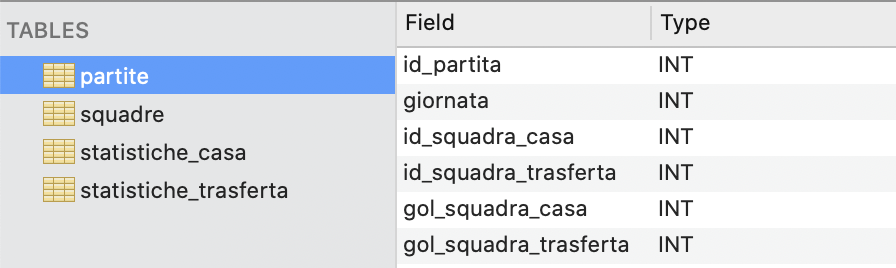 TABLES
partite
squadre
statistiche_casa
statistiche_trasferta
Field Type
id_partita INT
giornata INT
id_squadra_casa INT
id_squadra_trasferta INT
gol_squadra_casa INT
gol_squadra_trasferta INT